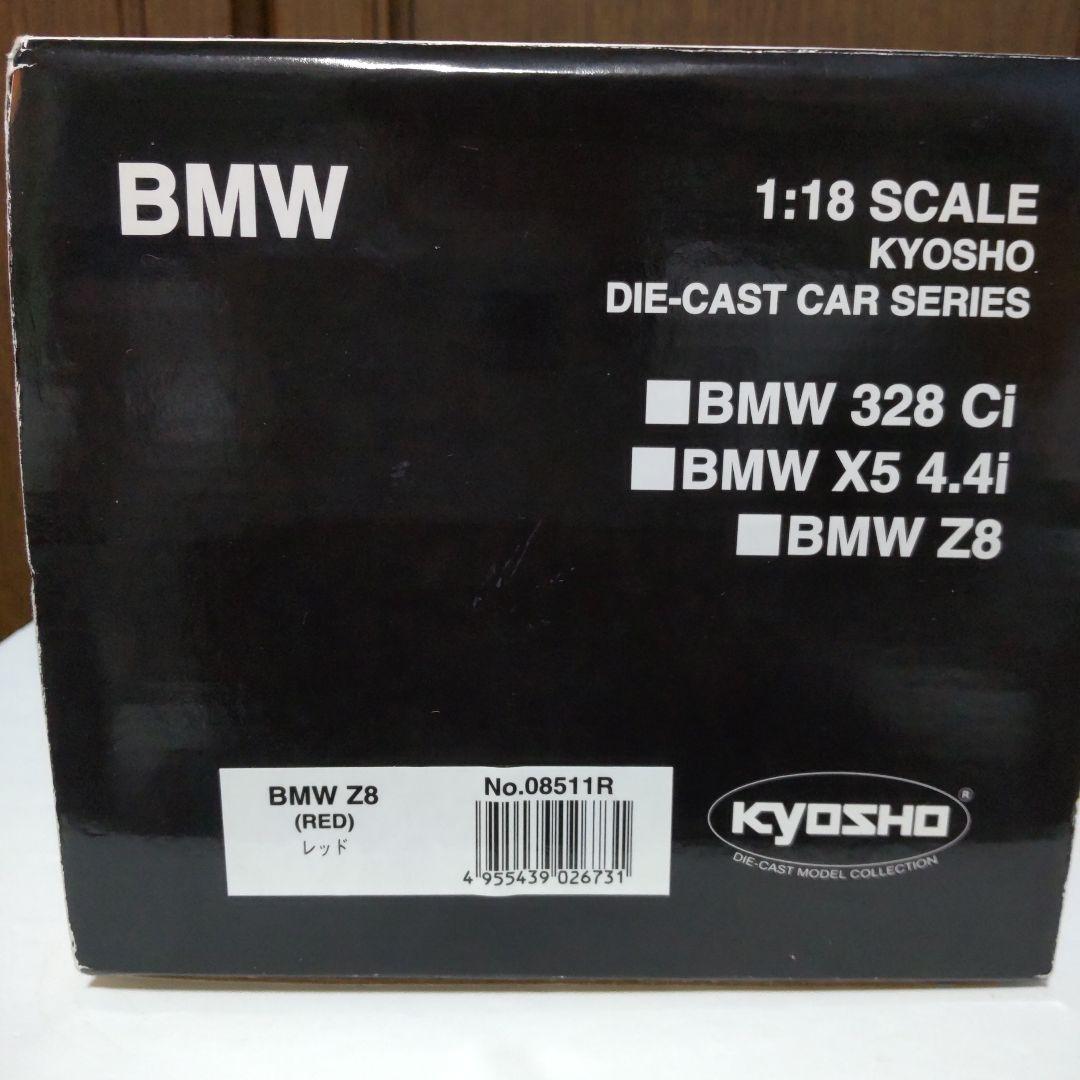 BMW
1:18 SCALE
KYOSHO
DIE-CAST CAR SERIES
BMW 328 Ci
BMW X5 4.4i
BMW Z8
BMW Z8
(RED)
レッド
No.08511R
4 955439 026731
KYOSHO ®
DIE-CAST MODEL COLLECTION